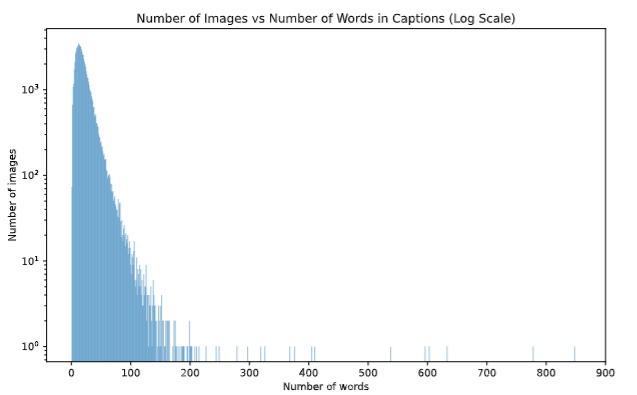 Number of Images vs Number of Words in Captions (Log Scale)
Number of images
10³
10²
10¹
10⁰
0 100 200 300 400 500 600 700 800 900
Number of words